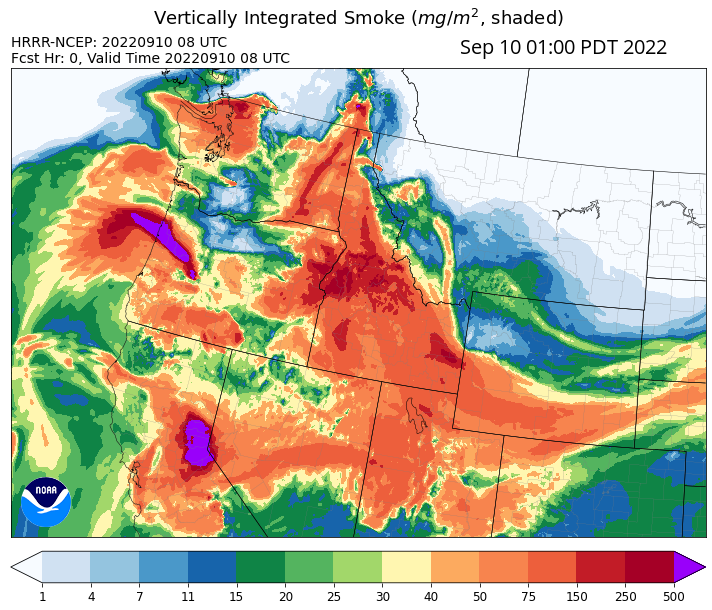 Vertically Integrated Smoke (mg/m², shaded)
HRRR-NCEP: 20220910 08 UTC
Fcst Hr: 0, Valid Time 20220910 08 UTC
Sep 10 01:00 PDT 2022
NOAA
1 4 7 11 15 20 25 30 40 50 75 150 250 500